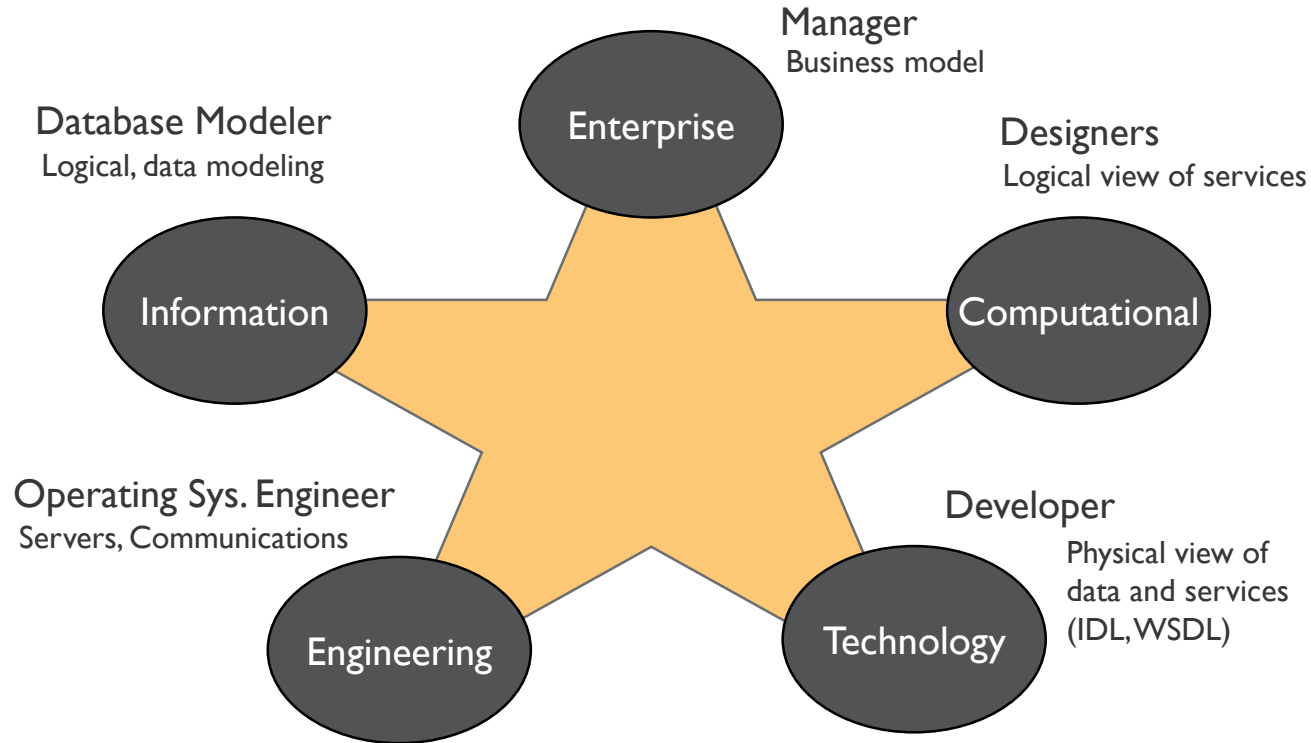 Manager
Business model
Enterprise
Database Modeler
Logical, data modeling
Designers
Logical view of services
Information
Computational
Operating Sys. Engineer
Servers, Communications
Developer
Physical view of
data and services
(IDL, WSDL)
Engineering
Technology